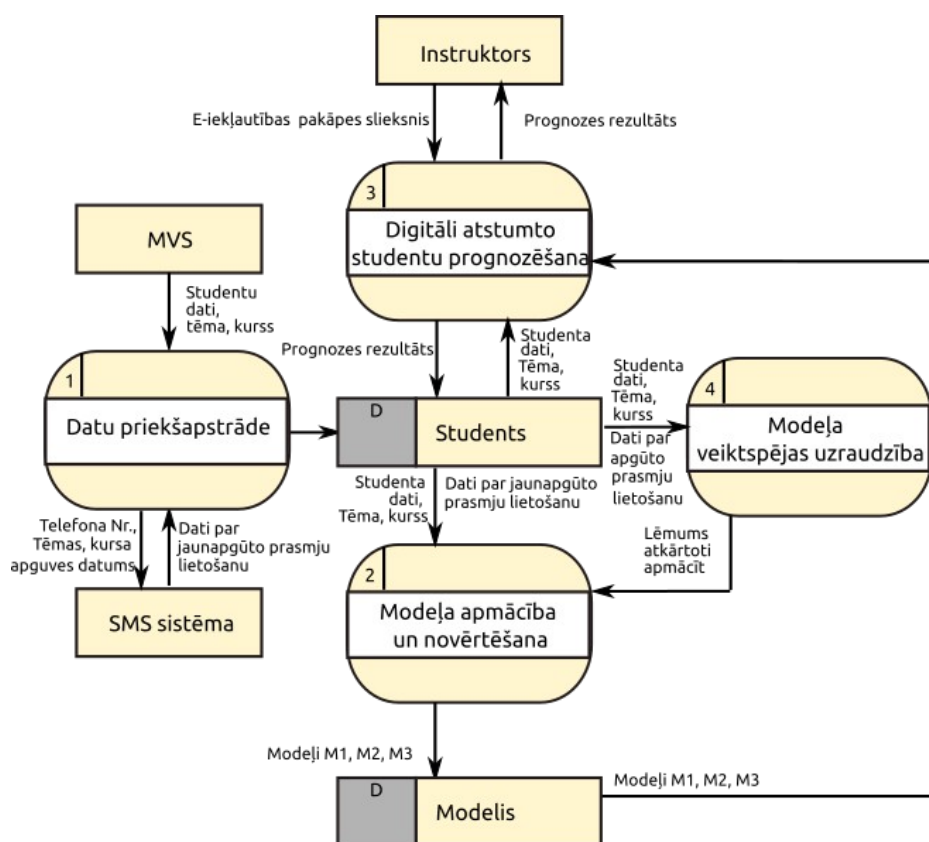 Instruktors
E-iekļautības pakāpes slieksnis
Prognozes rezultāts
3
Digitāli atstumto
studentu prognozēšana
MVS
Studentu
dati,
tēma, kurss
Prognozes rezultāts
Studenta
dati,
Tēma,
kurss
1
Datu priekšapstrāde
D
Students
Studenta
dati,
Tēma,
kurss
Dati par
apgūto
prasmju
lietošanu
4
Modeļa
veiktspējas uzraudzība
Telefona Nr.,
Tēmas, kursa
apguves datums
Dati par
jaunapgūto prasmju
lietošanu
SMS sistēma
Studenta
dati,
Tēma, kurss
Dati par jaunapgūto
prasmju lietošanu
Lēmums
atkārtoti
apmācīt
2
Modeļa apmācība
un novērtēšana
Modeļi M1, M2, M3
D
Modelis
Modeļi M1, M2, M3